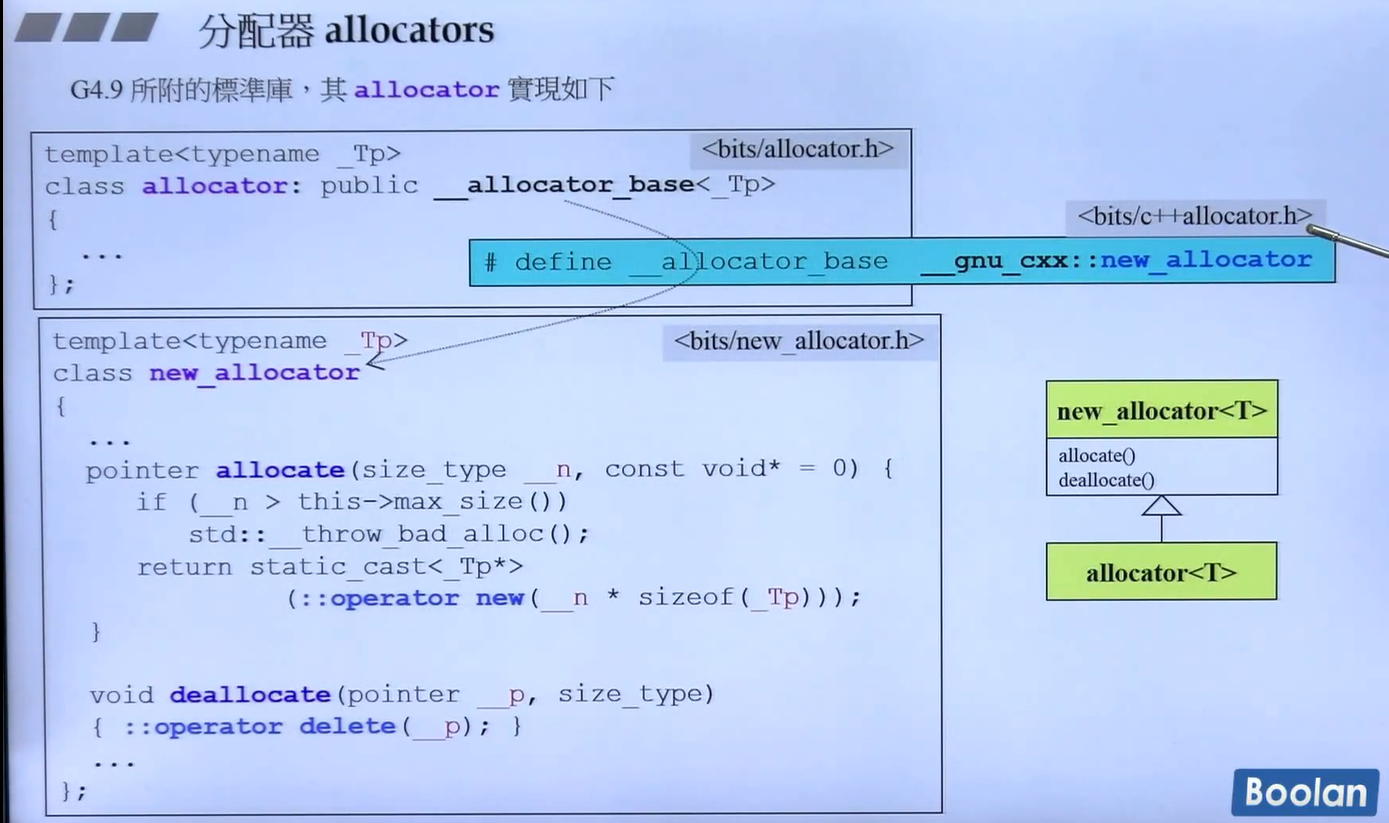 分配器 allocators
G4.9 所附的標準庫，其 allocator 實現如下
<bits/allocator.h>
template<typename _Tp>
class allocator: public __allocator_base<_Tp>
{
...
};
<bits/c++allocator.h>
# define __allocator_base __gnu_cxx::new_allocator
<bits/new_allocator.h>
template<typename _Tp>
class new_allocator
{
...
pointer allocate(size_type __n, const void* = 0) {
if (__n > this->max_size())
std::__throw_bad_alloc();
return static_cast<_Tp*>
(::operator new(__n * sizeof(_Tp)));
}
void deallocate(pointer __p, size_type)
{ ::operator delete(__p); }
...
};
new_allocator<T>
allocate()
deallocate()
allocator<T>
Boolan